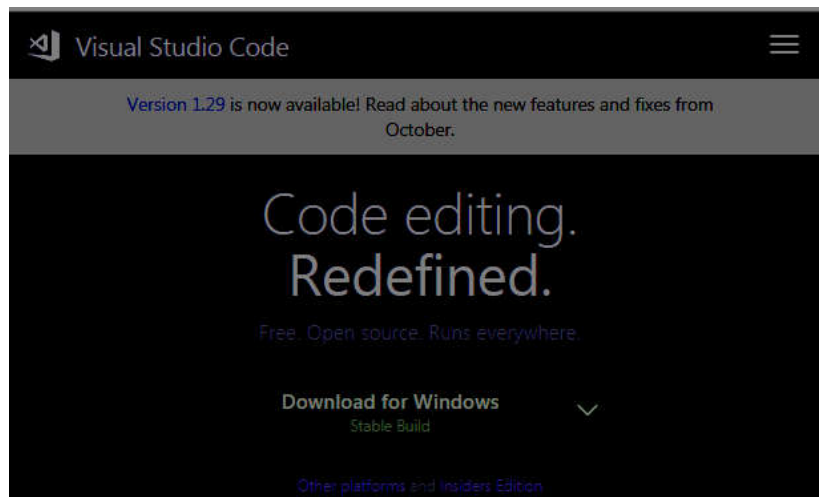 Visual Studio Code
Version 1.29 is now available! Read about the new features and fixes from
October.
Code editing.
Redefined.
Free. Open source. Runs everywhere.
Download for Windows
Stable Build
Other platforms and Insiders Edition